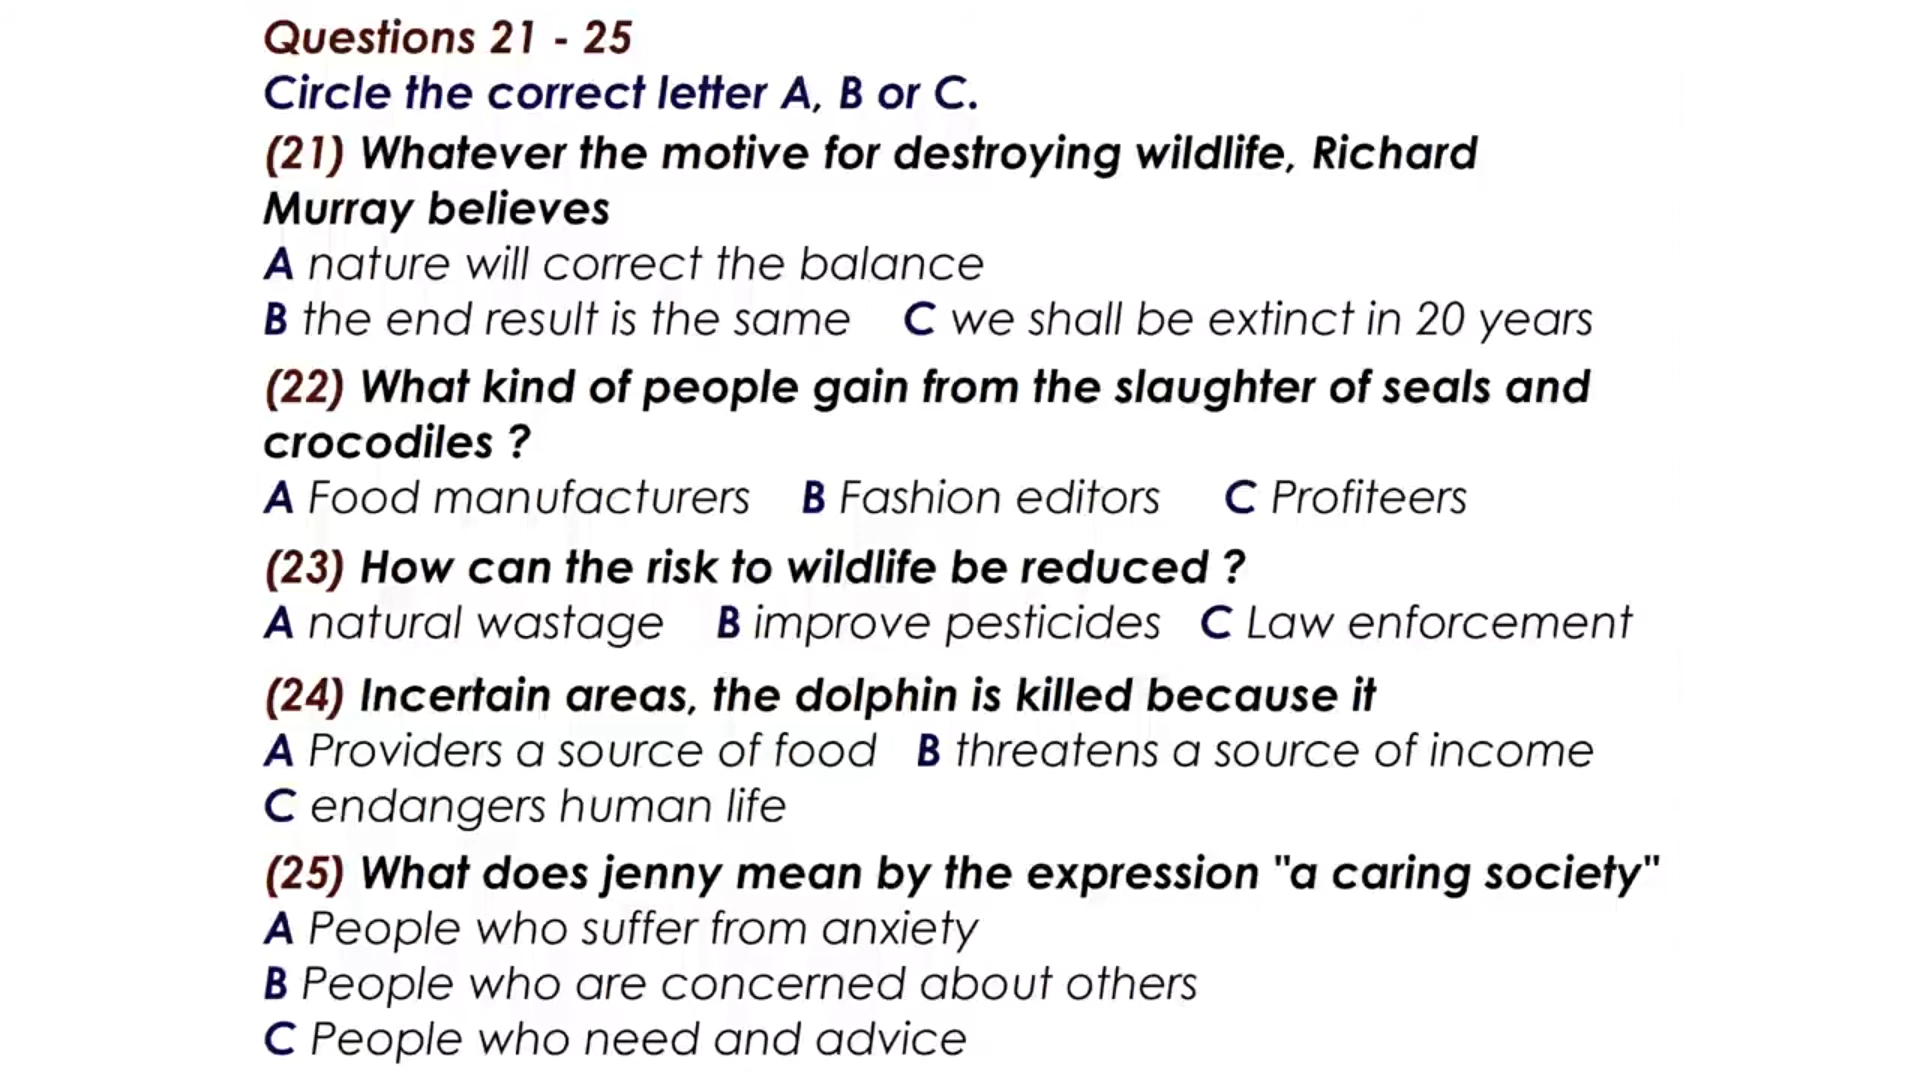 Questions 21 - 25
Circle the correct letter A, B or C.
(21) Whatever the motive for destroying wildlife, Richard
Murray believes
A nature will correct the balance
B the end result is the same C we shall be extinct in 20 years
(22) What kind of people gain from the slaughter of seals and
crocodiles ?
A Food manufacturers B Fashion editors C Profiteers
(23) How can the risk to wildlife be reduced ?
A natural wastage B improve pesticides C Law enforcement
(24) Incertain areas, the dolphin is killed because it
A Providers a source of food B threatens a source of income
C endangers human life
(25) What does jenny mean by the expression "a caring society"
A People who suffer from anxiety
B People who are concerned about others
C People who need and advice